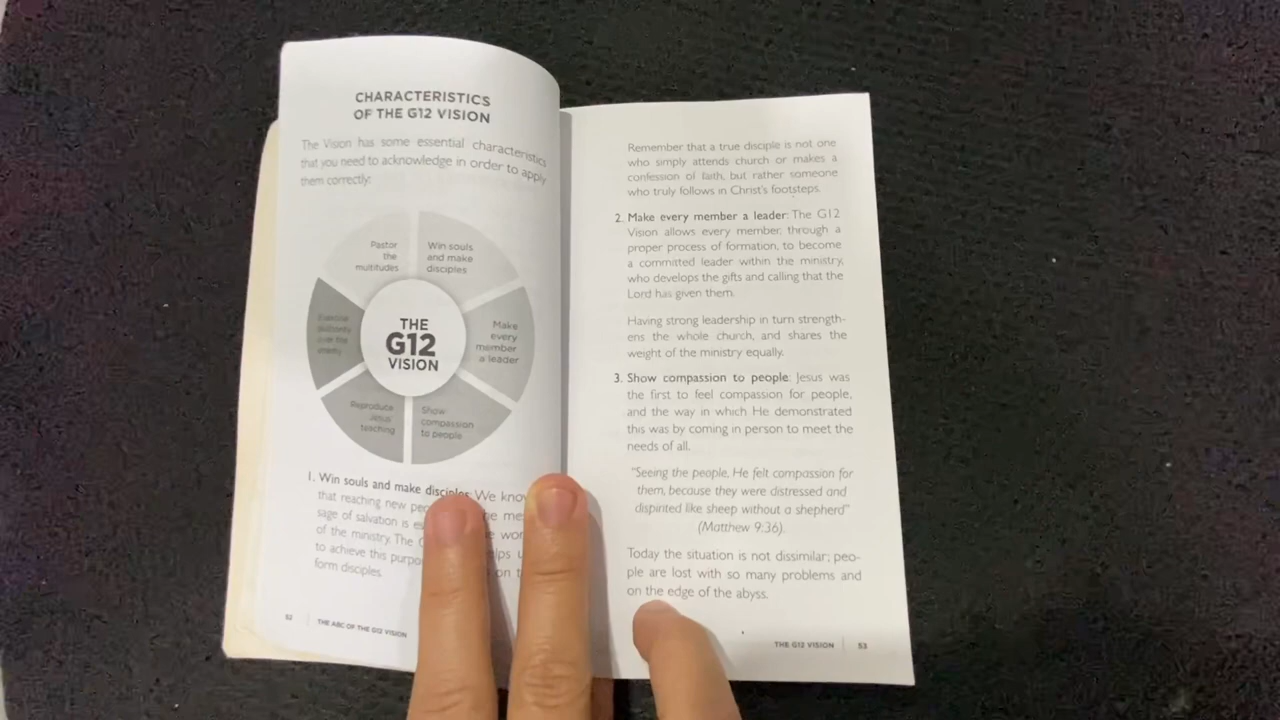 CHARACTERISTICS
OF THE G12 VISION
The Vision has some essential characteristics
that you need to acknowledge in order to apply
them correctly:
Pastor
the
multitudes
Win souls
and make
disciples
Exercise
authority
over the
enemy
THE
G12
VISION
Make
every
member
a leader
Reproduce
Jesus'
teaching
Show
compassion
to people
1. Win souls and make disciples: We know
that reaching new
sage of salvation is
of the ministry. The
to achieve this
form disciples.
52 | THE ABC OF THE G12 VISION
Remember that a true disciple is not one
who simply attends church or makes a
confession of faith, but rather someone
who truly follows in Christ's footsteps.
2. Make every member a leader: The G12
Vision allows every member, through a
proper process of formation, to become
a committed leader within the ministry,
who develops the gifts and calling that the
Lord has given them.
Having strong leadership in turn strength-
ens the whole church, and shares the
weight of the ministry equally.
3. Show compassion to people: Jesus was
the first to feel compassion for people,
and the way in which He demonstrated
this was by coming in person to meet the
needs of all.
"Seeing the people, He felt compassion for
them, because they were distressed and
dispirited like sheep without a shepherd"
(Matthew 9:36).
Today the situation is not dissimilar; peo-
ple are lost with so many problems and
on the edge of the abyss.
THE G12 VISION | 53